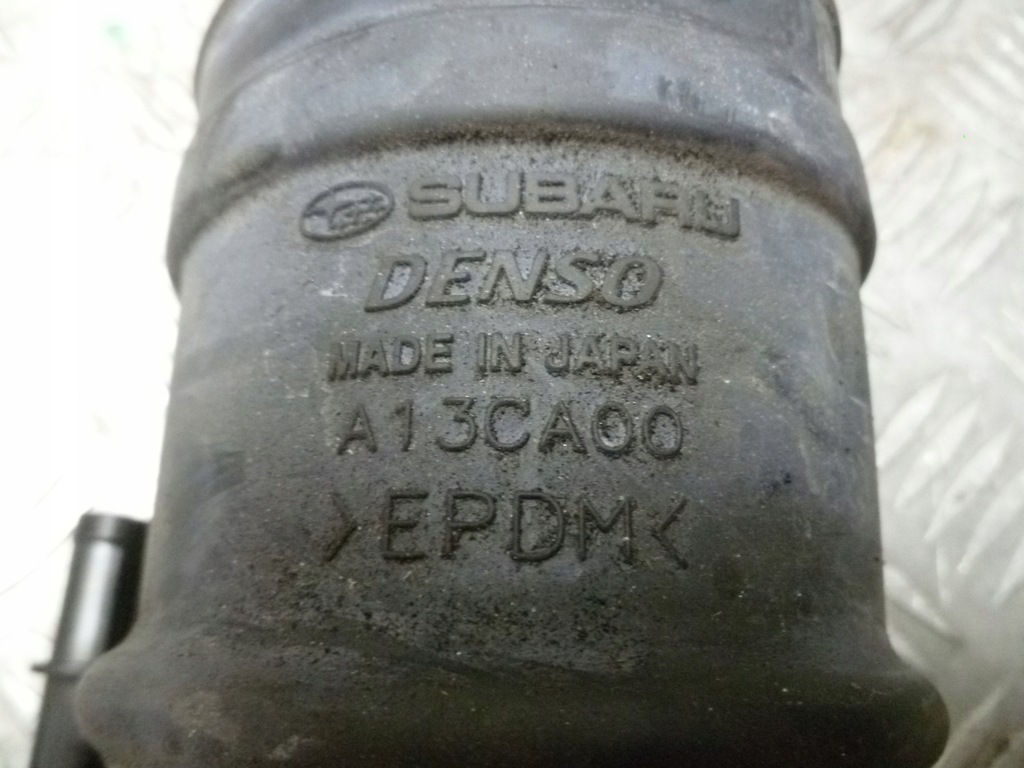 SUBARU
DENSO
MADE IN JAPAN
A13CA00
>EPDM<